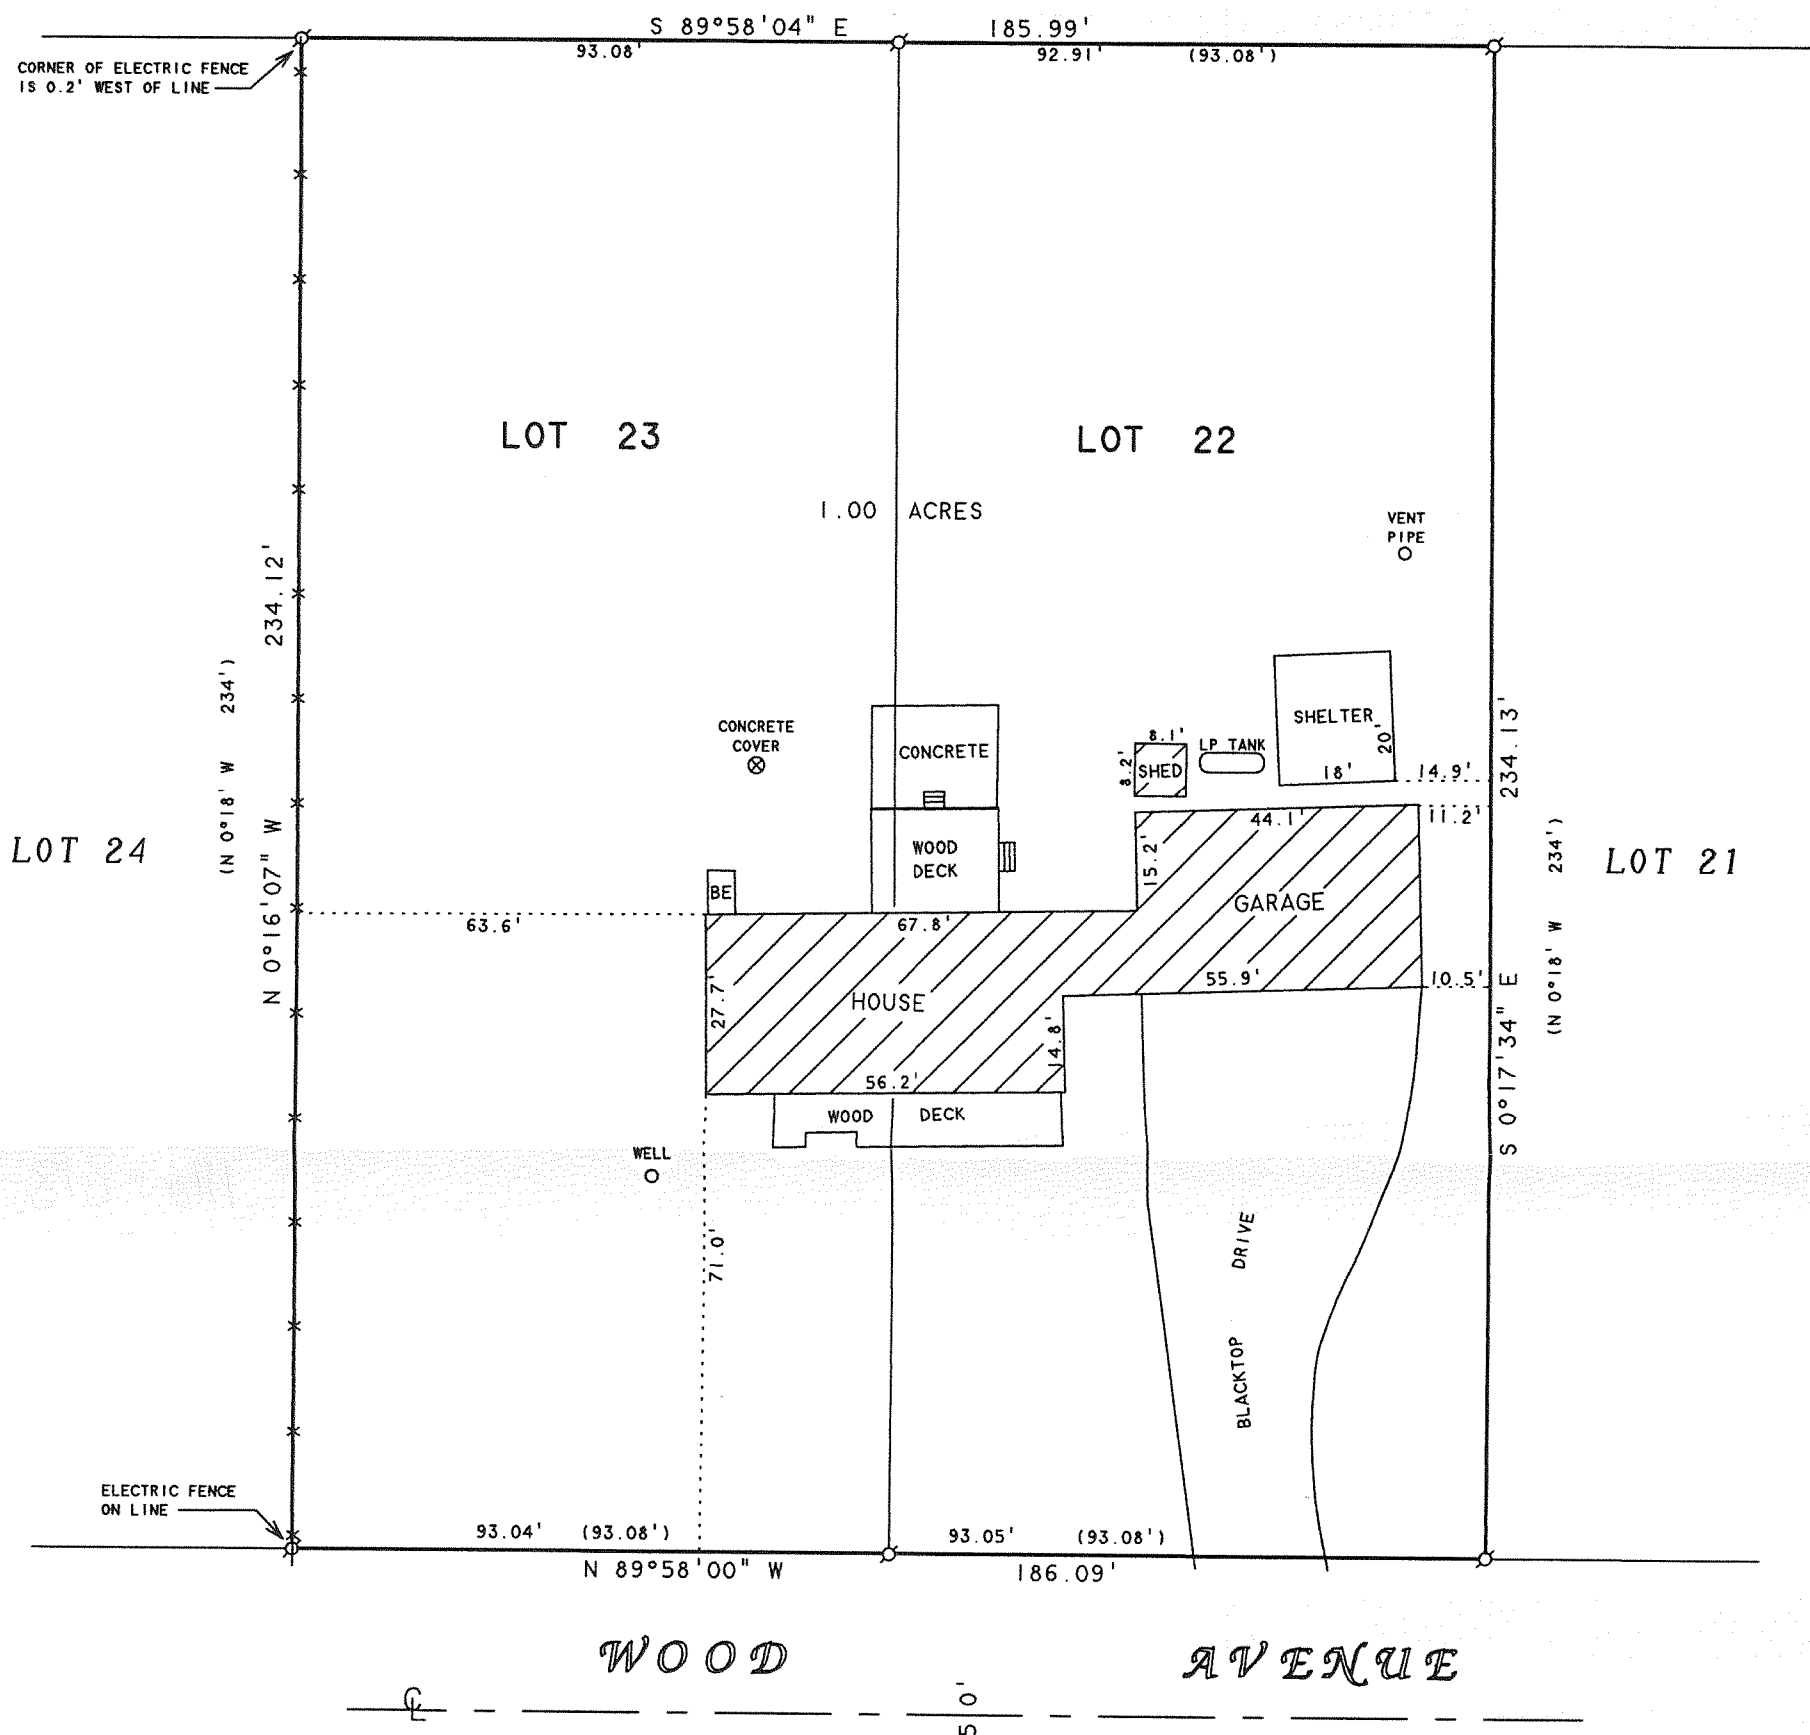 S 89°58'04" E 185.99'
93.08' 92.91' (93.08')
CORNER OF ELECTRIC FENCE
IS 0.2' WEST OF LINE
LOT 23
LOT 22
1.00 ACRES
VENT
PIPE
234.12'
(N 0°18' W 234')
N 0°16'07" W
LOT 24
CONCRETE
COVER
CONCRETE
WOOD
DECK
BE
8.1'
8.2'
SHED
LP TANK
SHELTER
20'
18'
14.9'
234.13'
11.2'
44.1'
15.2'
GARAGE
(N 0°18' W 234')
LOT 21
63.6'
67.8'
27.7'
HOUSE
55.9'
10.5'
S 0°17'34" E
14.8'
56.2'
WOOD DECK
WELL
71.0'
BLACKTOP DRIVE
ELECTRIC FENCE
ON LINE
93.04' (93.08') 93.05' (93.08')
N 89°58'00" W 186.09'
WOOD AVENUE
CL